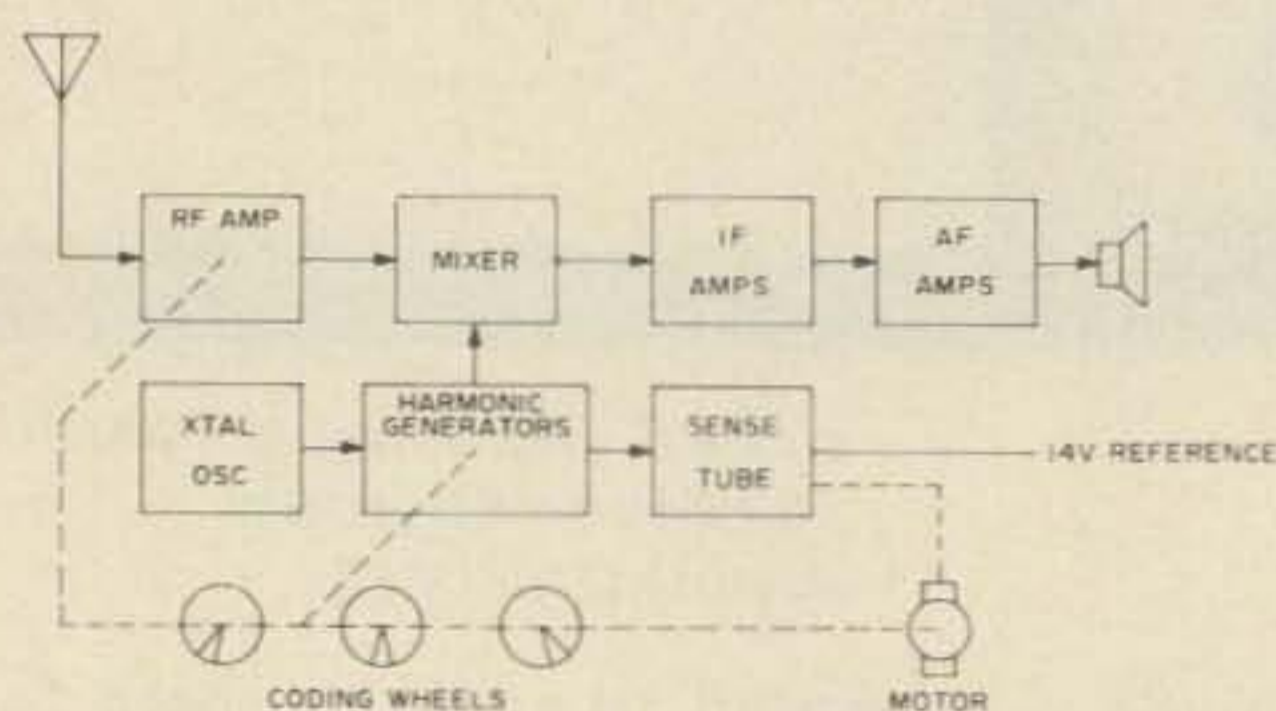 RF AMP
MIXER
IF
AMPS
AF
AMPS
XTAL
OSC
HARMONIC
GENERATORS
SENSE
TUBE
14V REFERENCE
CODING WHEELS
MOTOR